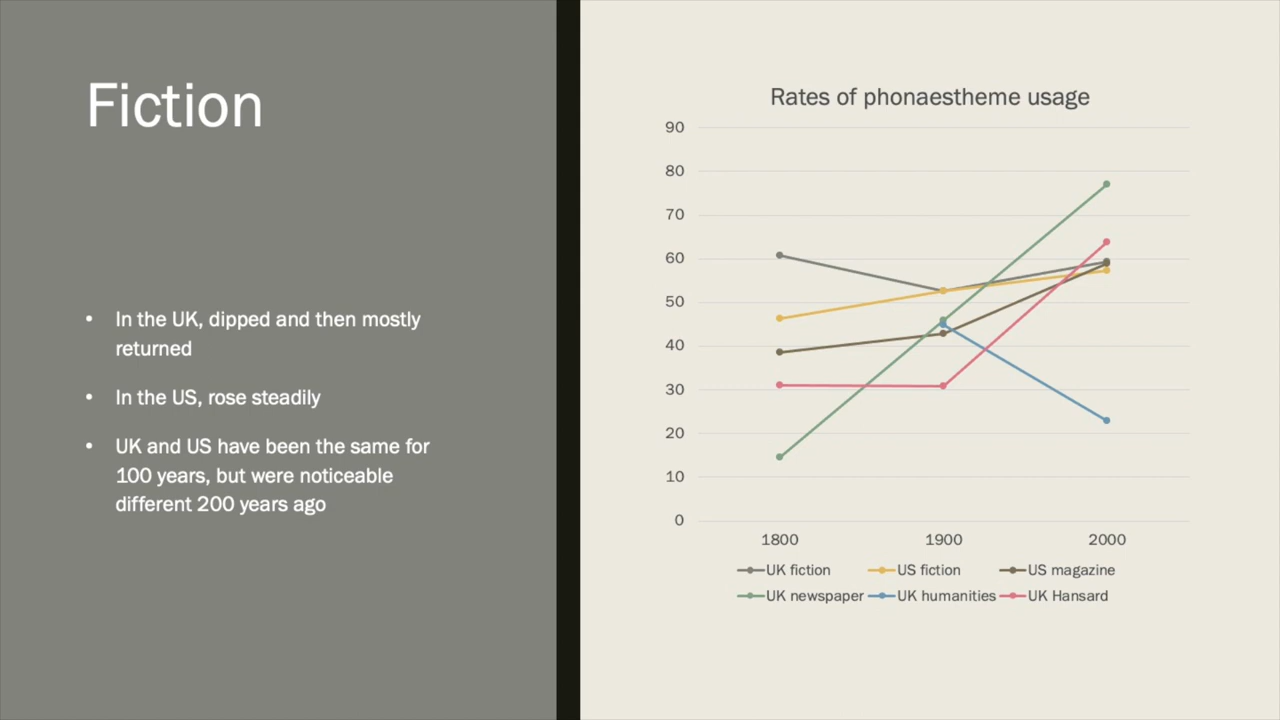 Fiction
• In the UK, dipped and then mostly
returned
• In the US, rose steadily
• UK and US have been the same for
100 years, but were noticeable
different 200 years ago
Rates of phonaestheme usage
90
80
70
60
50
40
30
20
10
0
1800 1900 2000
UK fiction US fiction US magazine
UK newspaper UK humanities UK Hansard